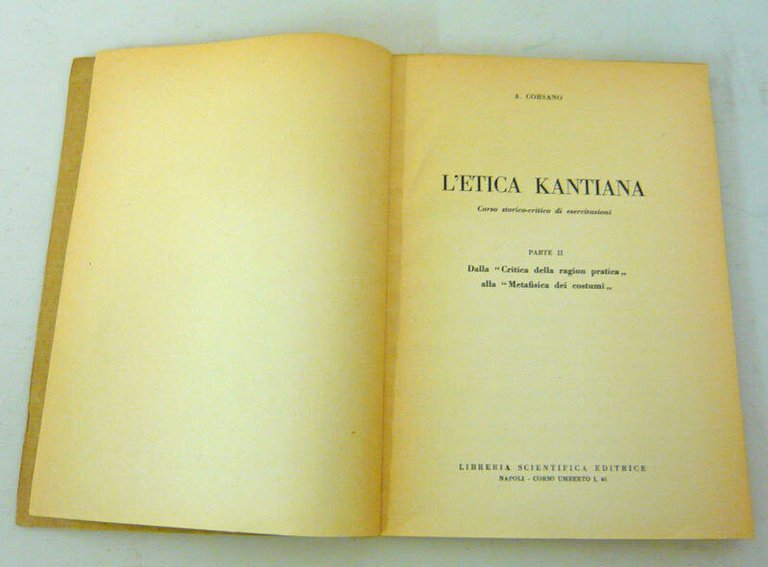 A. CORSANO
L'ETICA KANTIANA
Corso storico-critico di esercitazioni
PARTE II
Dalla “Critica della ragion pratica„
alla “Metafisica dei costumi„
LIBRERIA SCIENTIFICA EDITRICE
NAPOLI - CORSO UMBERTO I, 40